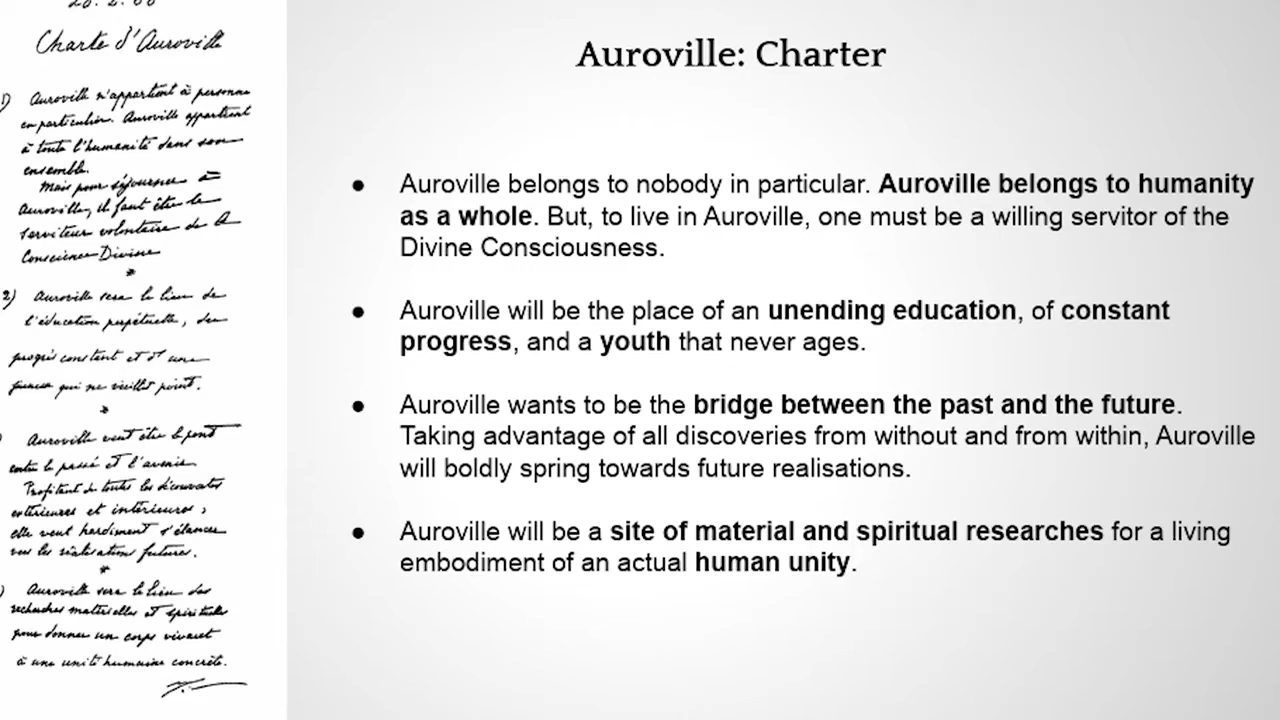 Charte d'Auroville
1) Auroville n'appartient à personne
en particulier. Auroville appartient
à toute l'humanité dans son
ensemble.
Mais pour séjourner à
Auroville, il faut être le
serviteur volontaire de la
Conscience Divine
*
2) Auroville sera le lieu de
l'éducation perpétuelle, du
progrès constant et d'une
jeunesse qui ne vieillit point.
*
Auroville veut être le pont
entre le passé et l'avenir.
Profitant de toutes les découvertes
extérieures et intérieures,
elle veut hardiment s'élancer
vers les réalisations futures.
*
) Auroville sera le lieu des
recherches matérielles et spirituelles
pour donner un corps vivant
à une unité humaine concrète.
Auroville: Charter
● Auroville belongs to nobody in particular. Auroville belongs to humanity
as a whole. But, to live in Auroville, one must be a willing servitor of the
Divine Consciousness.
● Auroville will be the place of an unending education, of constant
progress, and a youth that never ages.
● Auroville wants to be the bridge between the past and the future.
Taking advantage of all discoveries from without and from within, Auroville
will boldly spring towards future realisations.
● Auroville will be a site of material and spiritual researches for a living
embodiment of an actual human unity.